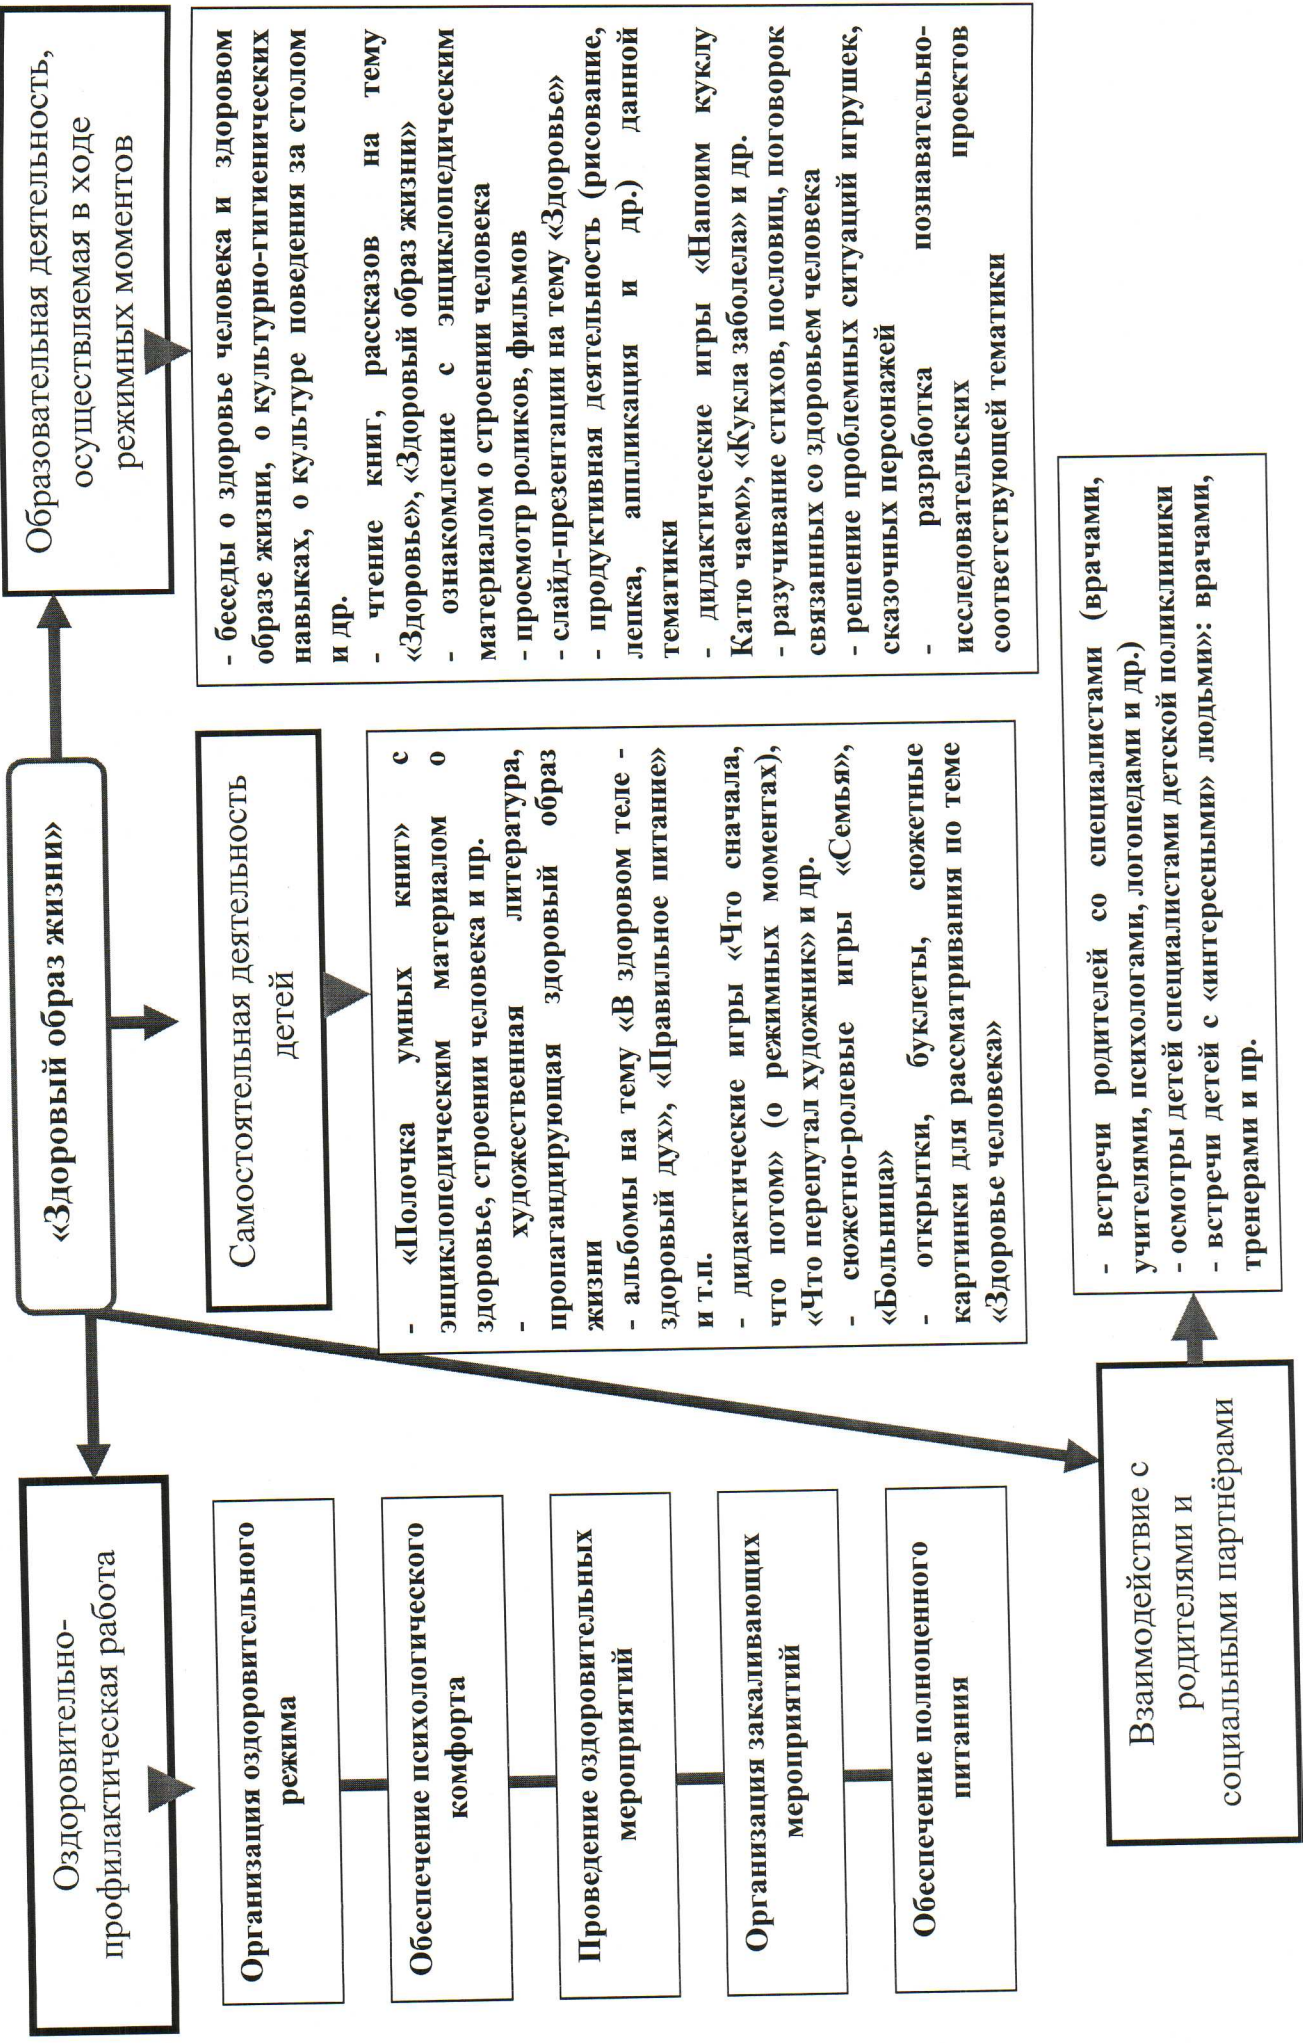 «Здоровый образ жизни»
Оздоровительно-
профилактическая работа
Организация оздоровительного
режима
Обеспечение психологического
комфорта
Проведение оздоровительных
мероприятий
Организация закаливающих
мероприятий
Обеспечение полноценного
питания
Самостоятельная деятельность
детей
- «Полочка умных книг» с
энциклопедическим материалом о
здоровье, строении человека и пр.
- художественная литература,
пропагандирующая здоровый образ
жизни
- альбомы на тему «В здоровом теле -
здоровый дух», «Правильное питание»
и т.п.
- дидактические игры «Что сначала,
что потом» (о режимных моментах),
«Что перепутал художник» и др.
- сюжетно-ролевые игры «Семья»,
«Больница»
- открытки, буклеты, сюжетные
картинки для рассматривания по теме
«Здоровье человека»
Образовательная деятельность,
осуществляемая в ходе
режимных моментов
- беседы о здоровье человека и здоровом
образе жизни, о культурно-гигиенических
навыках, о культуре поведения за столом
и др.
- чтение книг, рассказов на тему
«Здоровье», «Здоровый образ жизни»
- ознакомление с энциклопедическим
материалом о строении человека
- просмотр роликов, фильмов
- слайд-презентации на тему «Здоровье»
- продуктивная деятельность (рисование,
лепка, аппликация и др.) данной
тематики
- дидактические игры «Напоим куклу
Катю чаем», «Кукла заболела» и др.
- разучивание стихов, пословиц, поговорок
связанных со здоровьем человека
- решение проблемных ситуаций игрушек,
сказочных персонажей
- разработка познавательно-
исследовательских проектов
соответствующей тематики
Взаимодействие с
родителями и
социальными партнёрами
- встречи родителей со специалистами (врачами,
учителями, психологами, логопедами и др.)
- осмотры детей специалистами детской поликлиники
- встречи детей с «интересными» людьми»: врачами,
тренерами и пр.